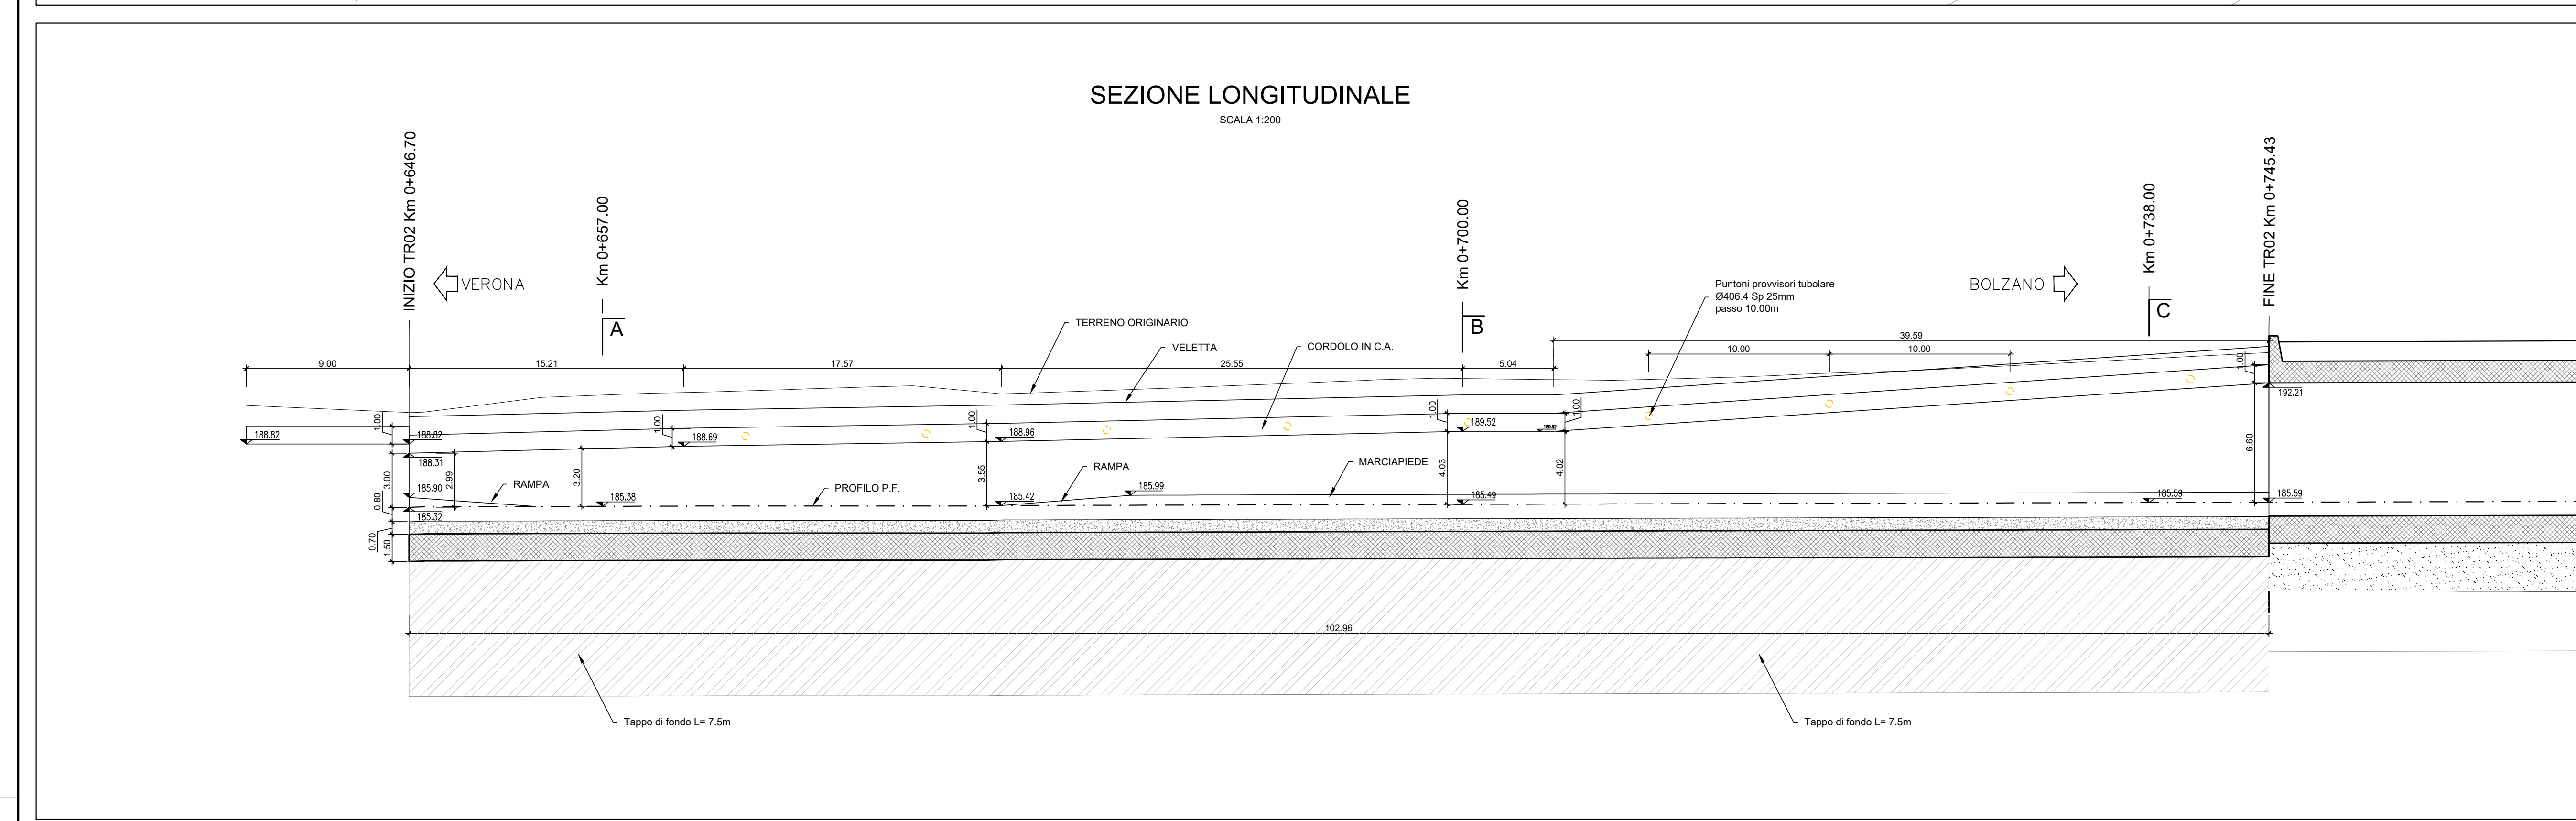 SEZIONE LONGITUDINALE
SCALA 1:200
INIZIO TR02 Km 0+646.70
Km 0+657.00
Km 0+700.00
Km 0+738.00
FINE TR02 Km 0+745.43
VERONA
BOLZANO
A
B
C
Puntoni provvisori tubolare
Ø406.4 Sp 25mm
passo 10.00m
TERRENO ORIGINARIO
VELETTA
CORDOLO IN C.A.
39.59
10.00
10.00
9.00
15.21
17.57
25.55
5.04
1.00
1.00
1.00
1.00
1.00
1.00
188.82
188.82
188.69
188.96
189.52
189.52
192.21
188.31
3.00
2.99
3.20
3.55
4.03
4.02
6.60
RAMPA
RAMPA
MARCIAPIEDE
PROFILO P.F.
185.90
185.38
185.42
185.99
185.49
185.59
185.59
0.80
185.32
0.70
1.50
102.96
Tappo di fondo L= 7.5m
Tappo di fondo L= 7.5m